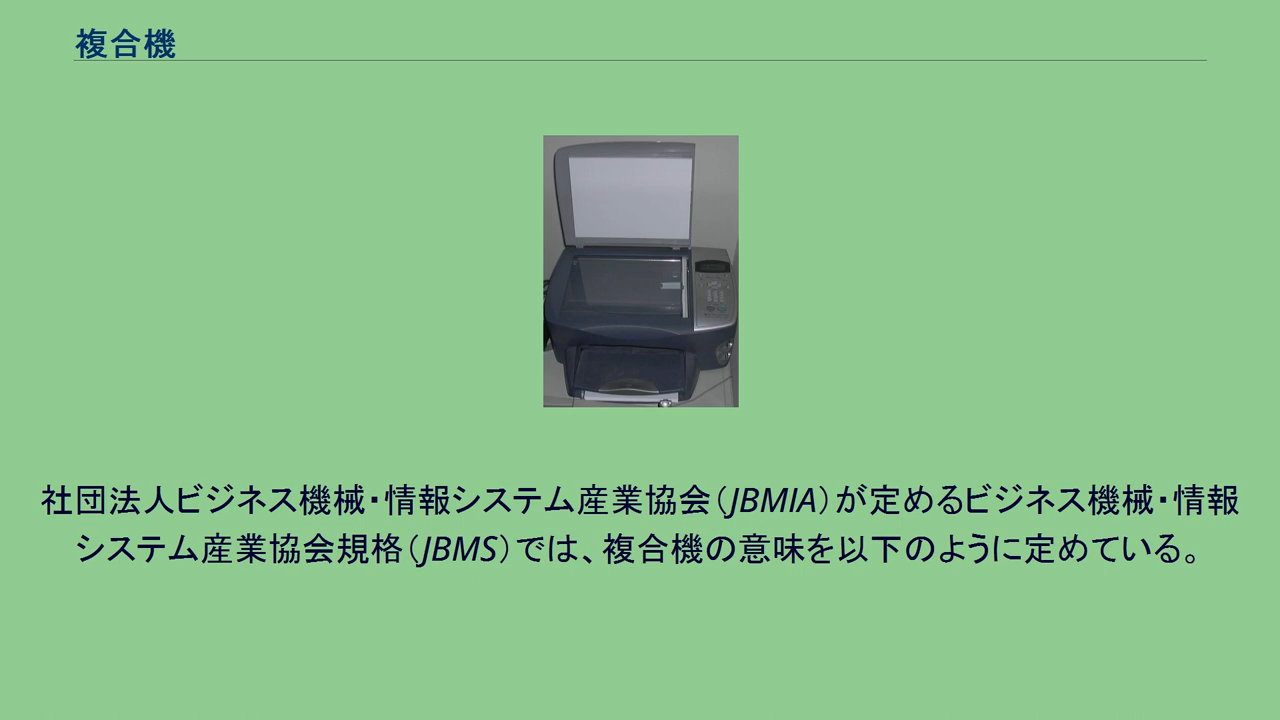 複合機
社団法人ビジネス機械・情報システム産業協会（JBMIA）が定めるビジネス機械・情報
システム産業協会規格（JBMS）では、複合機の意味を以下のように定めている。